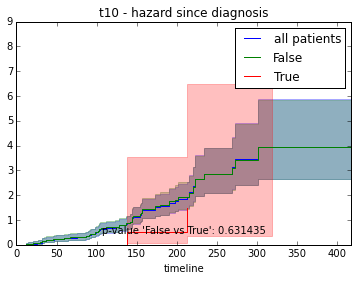 t10 - hazard since diagnosis
all patients
False
True
9
8
7
6
5
4
3
2
1
0
p-value 'False vs True': 0.631435
0 50 100 150 200 250 300 350 400
timeline